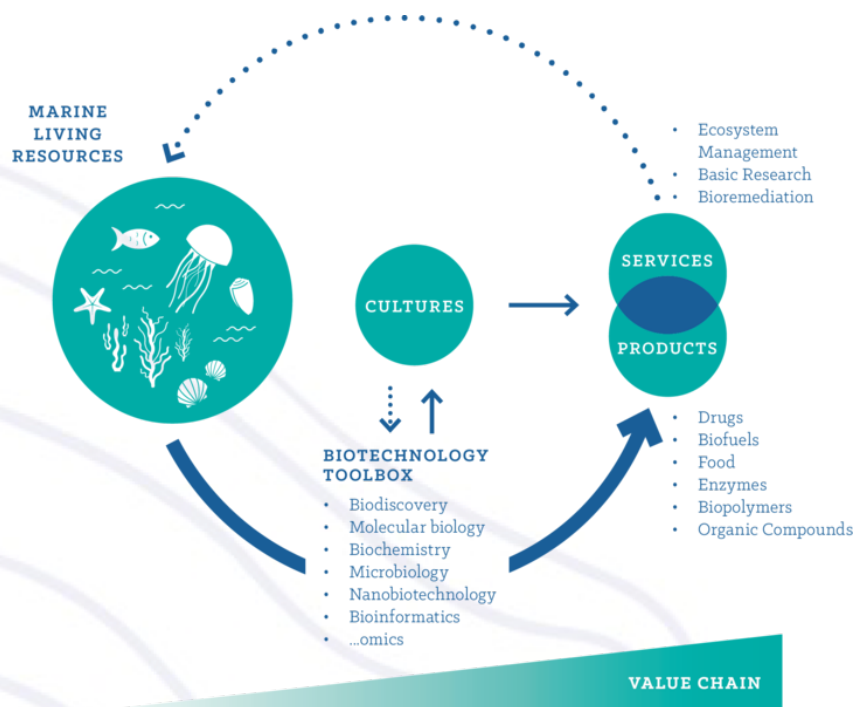 MARINE
LIVING
RESOURCES
• Ecosystem
Management
• Basic Research
• Bioremediation
SERVICES
CULTURES
PRODUCTS
BIOTECHNOLOGY
TOOLBOX
• Biodiscovery
• Molecular biology
• Biochemistry
• Microbiology
• Nanobiotechnology
• Bioinformatics
• ...omics
• Drugs
• Biofuels
• Food
• Enzymes
• Biopolymers
• Organic Compounds
VALUE CHAIN